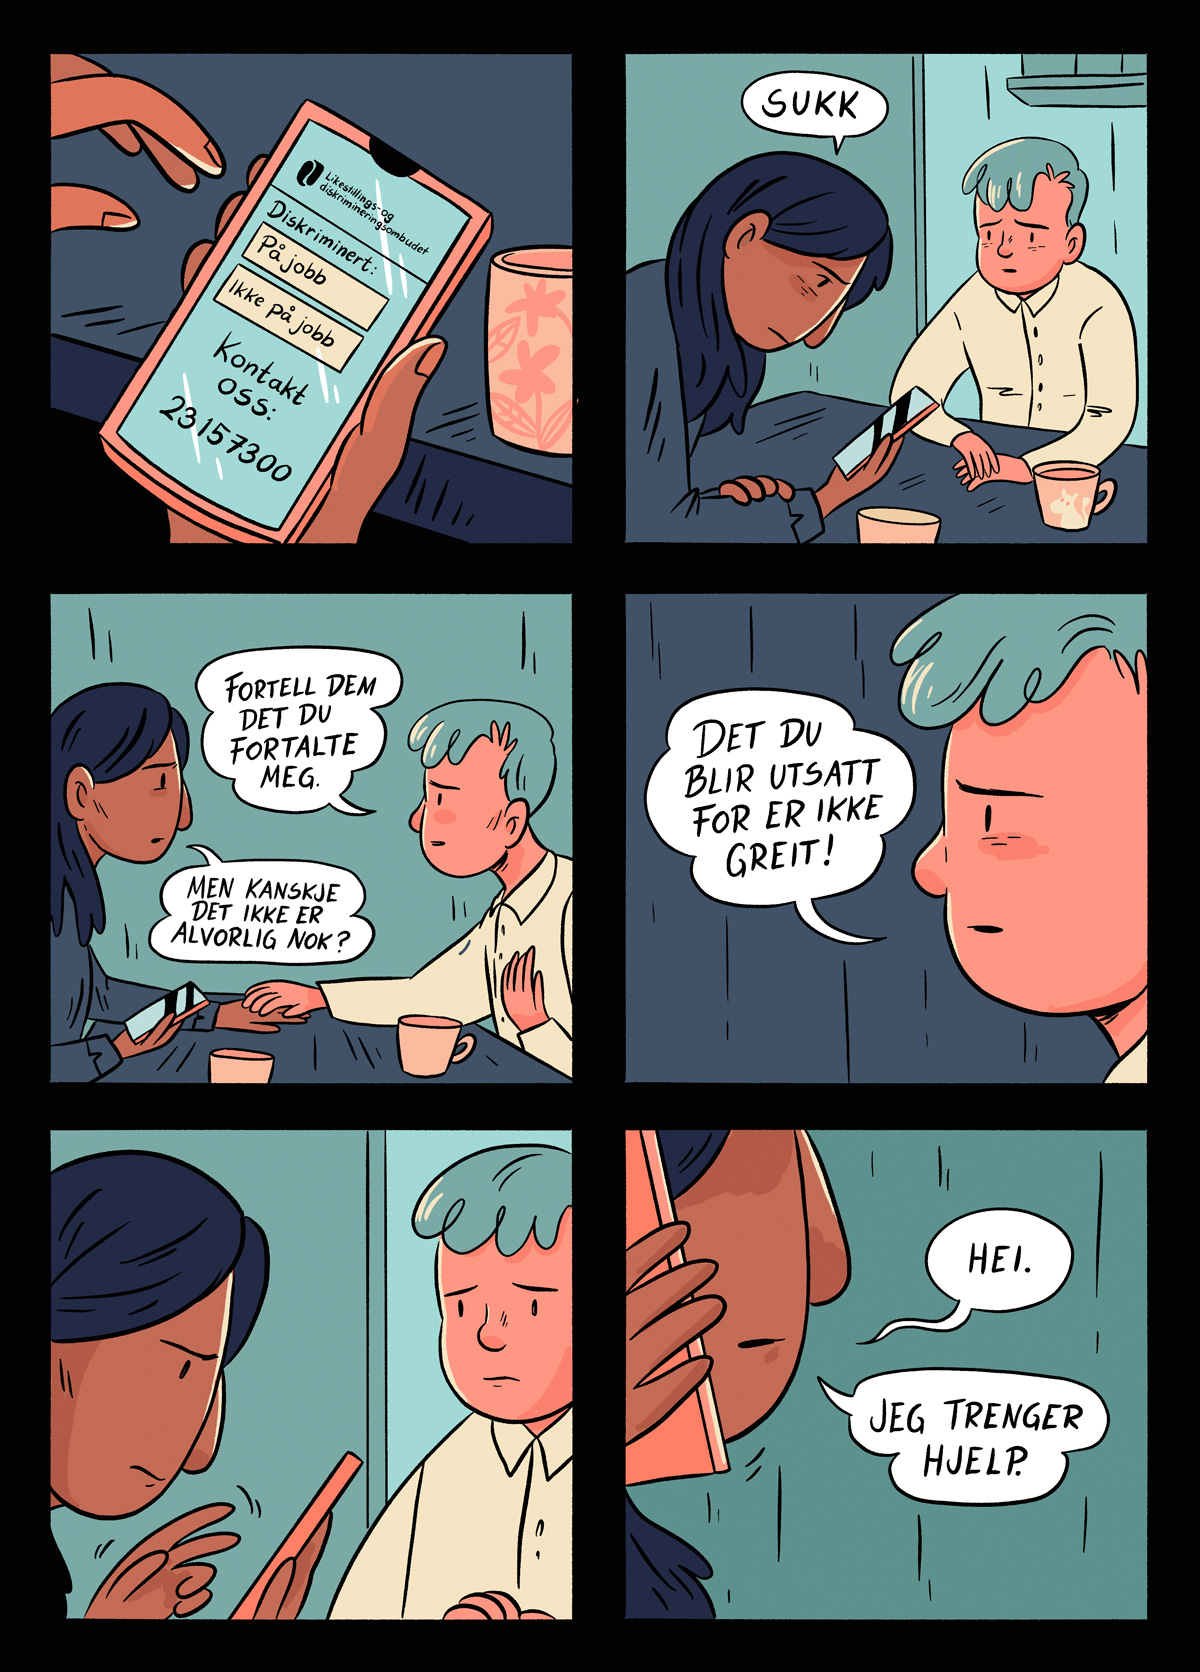 Likestillings- og
diskrimineringsombudet
Diskriminert:
På jobb
Ikke på jobb
Kontakt
oss:
23157300
SUKK
FORTELL DEM
DET DU
FORTALTE
MEG.
MEN KANSKJE
DET IKKE ER
ALVORLIG NOK?
DET DU
BLIR UTSATT
FOR ER IKKE
GREIT!
HEI.
JEG TRENGER
HJELP.